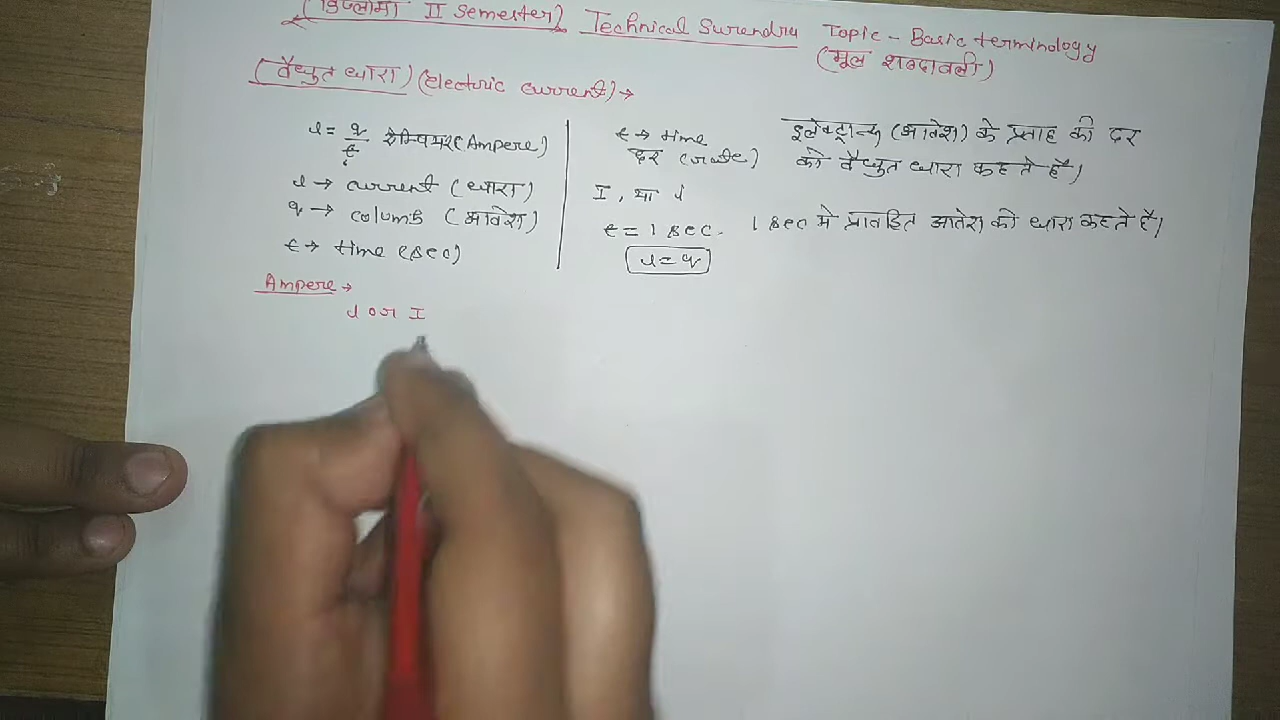 (डिप्लोमा II Semester) Technical Surendra Topic - Basic terminology
(मूल शब्दावली)
(वैधुत धारा) (electric current) →
i = q/t ऐम्पियर (Ampere)
i → current (धारा)
q → columb (आवेश)
t → time (sec)
t → time
दर (rate)
I, या i
t = 1 sec.
i = q
इलेक्ट्रान्स (आवेश) के प्रवाह की दर
को वैधुत धारा कहते है।
1 sec मे प्रवाहित आवेश को धारा कहते है।
Ampere →
i or I